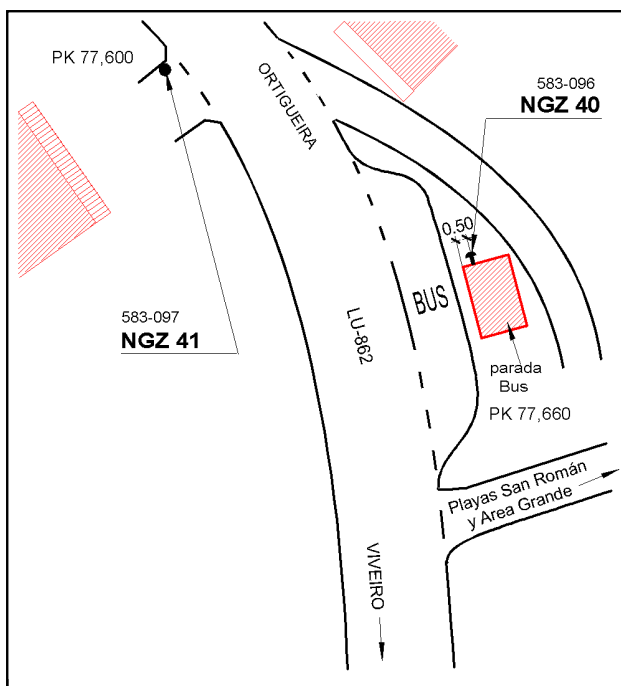 PK 77,600
ORTIGUEIRA
583-096
NGZ 40
0.50
BUS
583-097
NGZ 41
LU-862
parada
Bus
PK 77,660
Playas San Román
y Area Grande
VIVEIRO